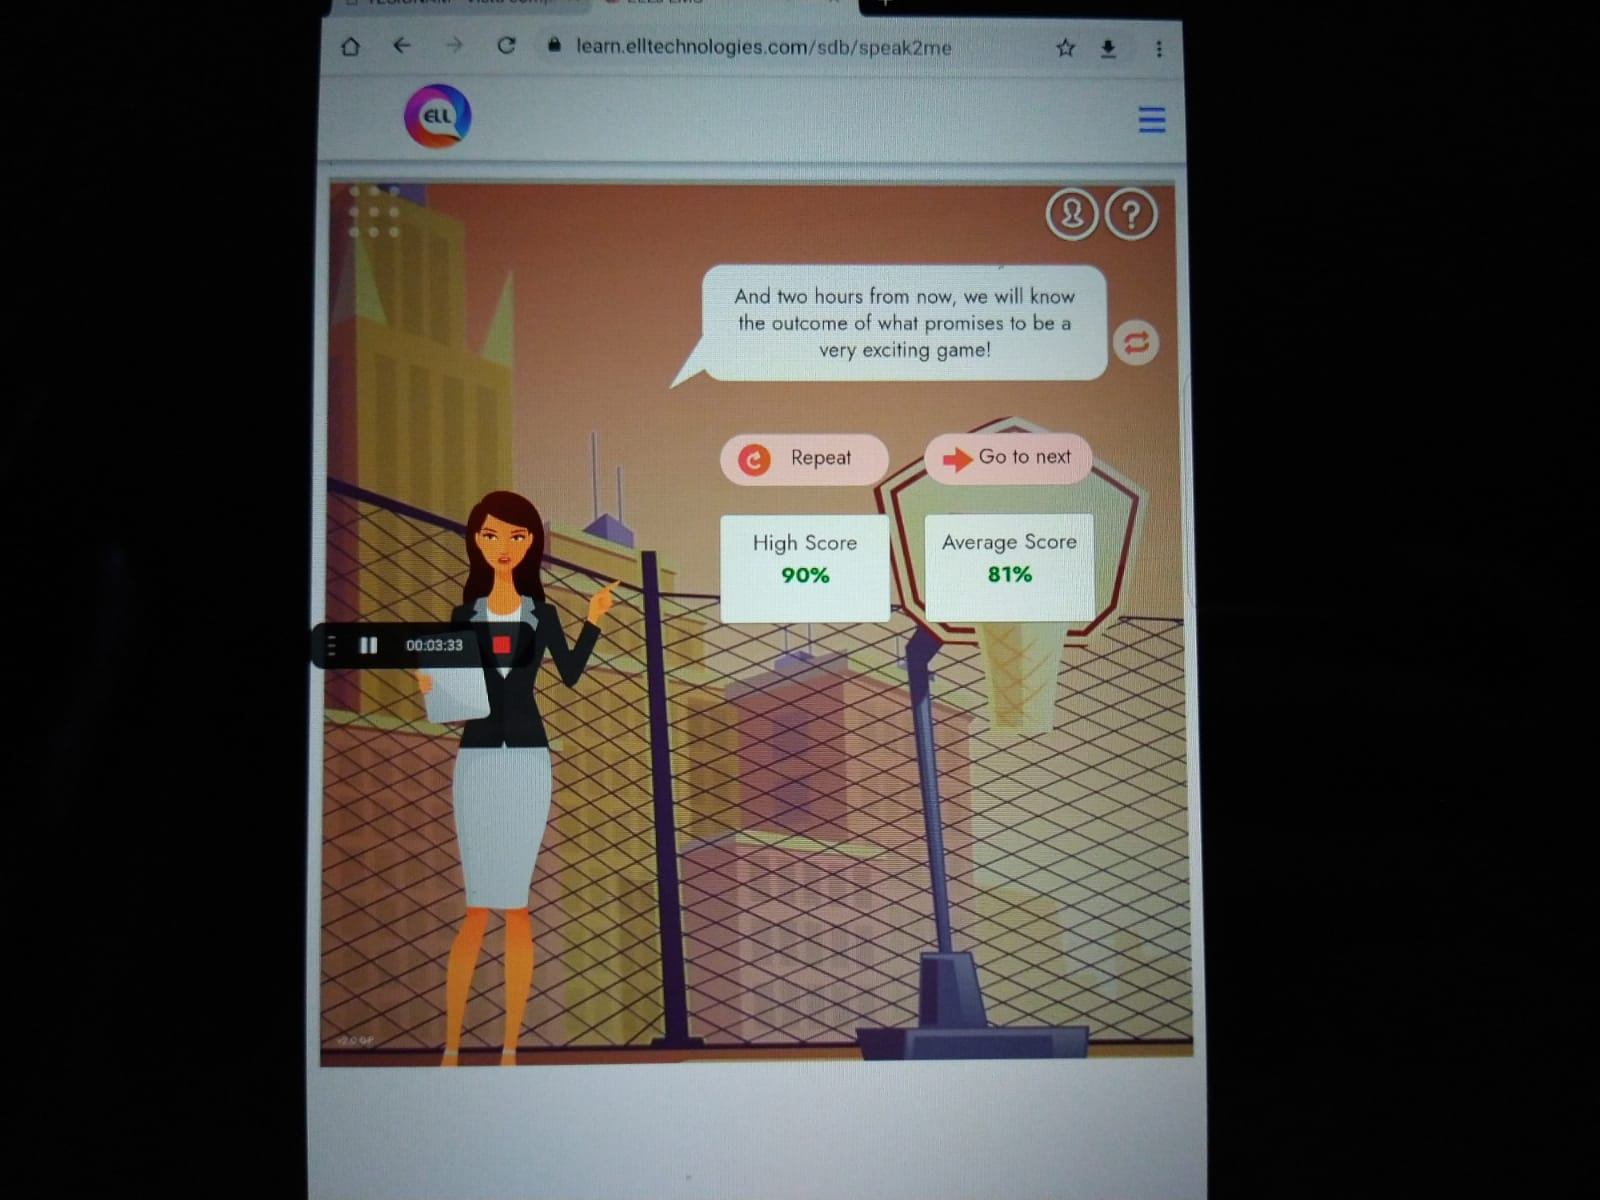 learn.elltechnologies.com/sdb/speak2me
ELL
?
And two hours from now, we will know
the outcome of what promises to be a
very exciting game!
Repeat
Go to next
High Score
90%
Average Score
81%
00:03:33